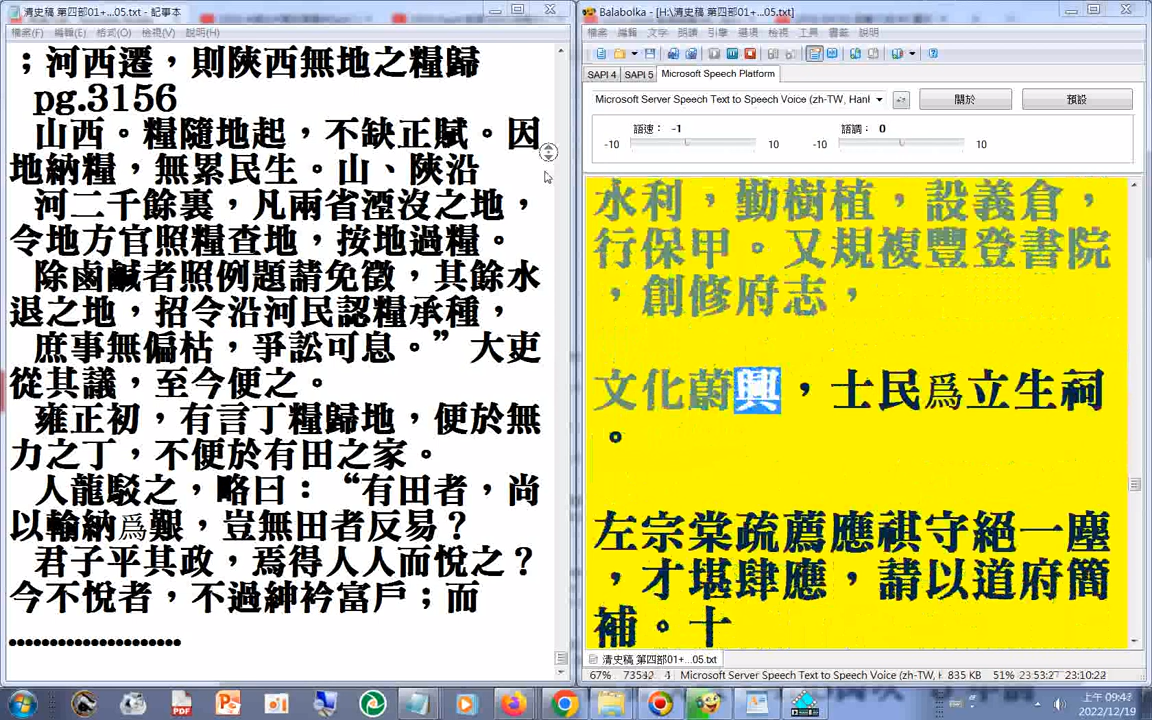 清史稿 第四部01+...05.txt - 記事本
檔案(F) 編輯(E) 格式(O) 檢視(V) 說明(H)
；河西遷，則陝西無地之糧歸
pg.3156
山西。糧隨地起，不缺正賦。因
地納糧，無累民生。山、陝沿
河二千餘裏，凡兩省湮沒之地，
令地方官照糧查地，按地過糧。
除鹵鹹者照例題請免徵，其餘水
退之地，招令沿河民認糧承種，
庶事無偏枯，爭訟可息。”大吏
從其議，至今便之。
雍正初，有言丁糧歸地，便於無
力之丁，不便於有田之家。
人龍駁之，略曰：“有田者，尚
以輸納爲艱，豈無田者反易？
君子平其政，焉得人人而悅之？
今不悅者，不過紳衿富戶；而
Balabolka - [H:\清史稿 第四部01+...05.txt]
檔案 編輯 文字 朗讀 引擎 選項 檢視 工具 書籤 說明
SAPI 4 SAPI 5 Microsoft Speech Platform
Microsoft Server Speech Text to Speech Voice (zh-TW, Hanl
關於 預設
語速： -1 語調： 0
-10 10 -10 10
水利，勤樹植，設義倉，
行保甲。又規複豐登書院
，創修府志，
文化蔚興，士民爲立生祠
。
左宗棠疏薦應祺守絕一塵
，才堪肆應，請以道府簡
補。十
清史稿 第四部01+...05.txt
67% 73542 4 Microsoft Speech Platform Microsoft Server Speech Text to Speech Voice (zh-TW, H 835 KB 51% 23:53:27 23:10:22
上午 09:42
2022/12/19